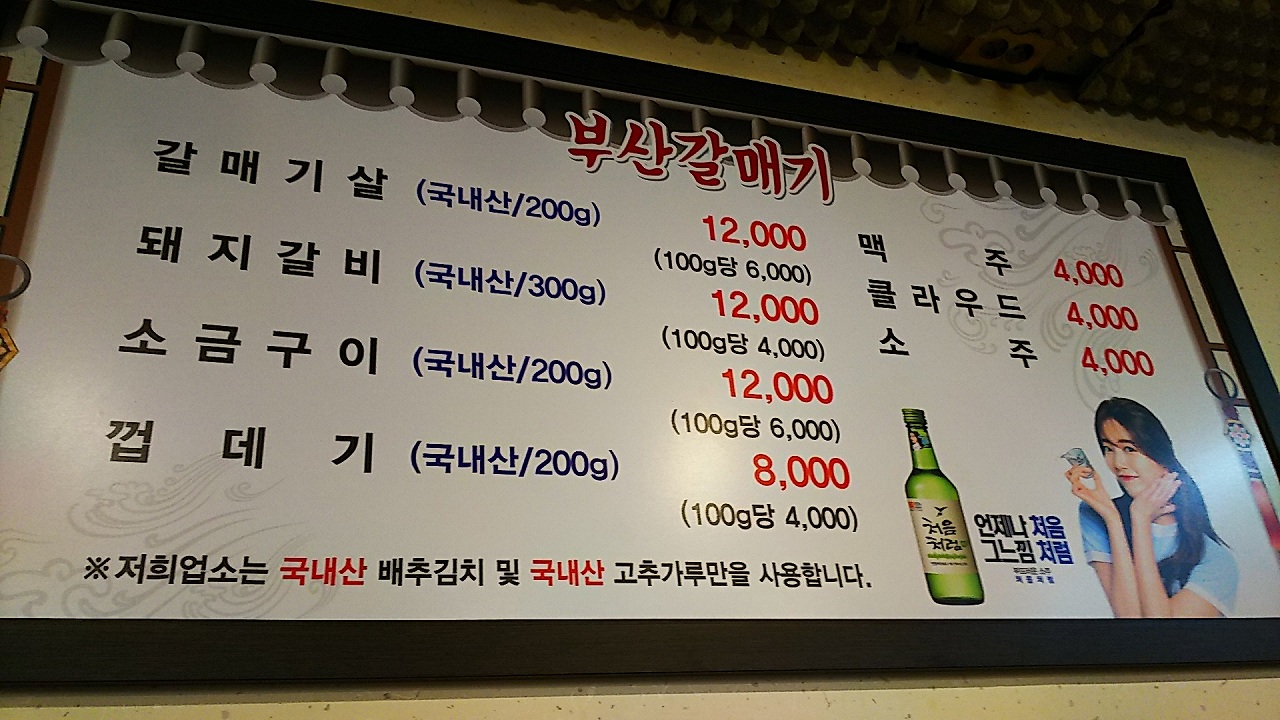 부산갈매기
갈매기살 (국내산/200g) 12,000
(100g당 6,000)
돼지갈비 (국내산/300g) 12,000
(100g당 4,000)
소금구이 (국내산/200g) 12,000
(100g당 6,000)
껍데기 (국내산/200g) 8,000
(100g당 4,000)
맥주 4,000
클라우드 4,000
소주 4,000
처음
처럼
언제나 처음
그느낌 처럼
※저희업소는 국내산 배추김치 및 국내산 고추가루만을 사용합니다.